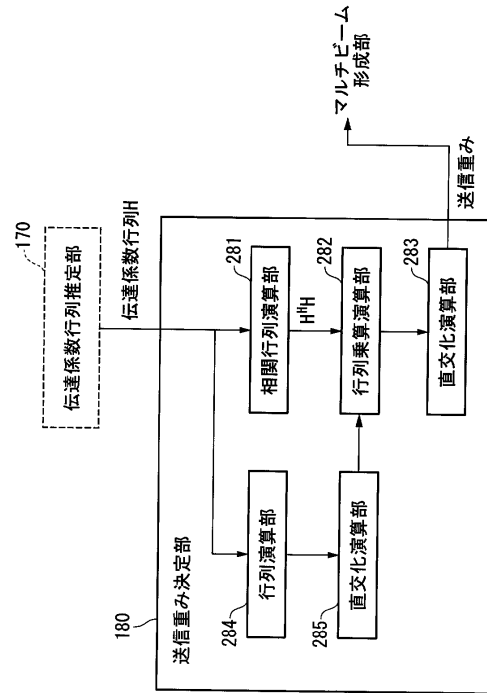 170
伝達係数行列推定部
伝達係数行列H
180
送信重み決定部
284
行列演算部
281
相関行列演算部
HᴴH
285
直交化演算部
282
行列乗算演算部
283
直交化演算部
送信重み
マルチビーム
形成部